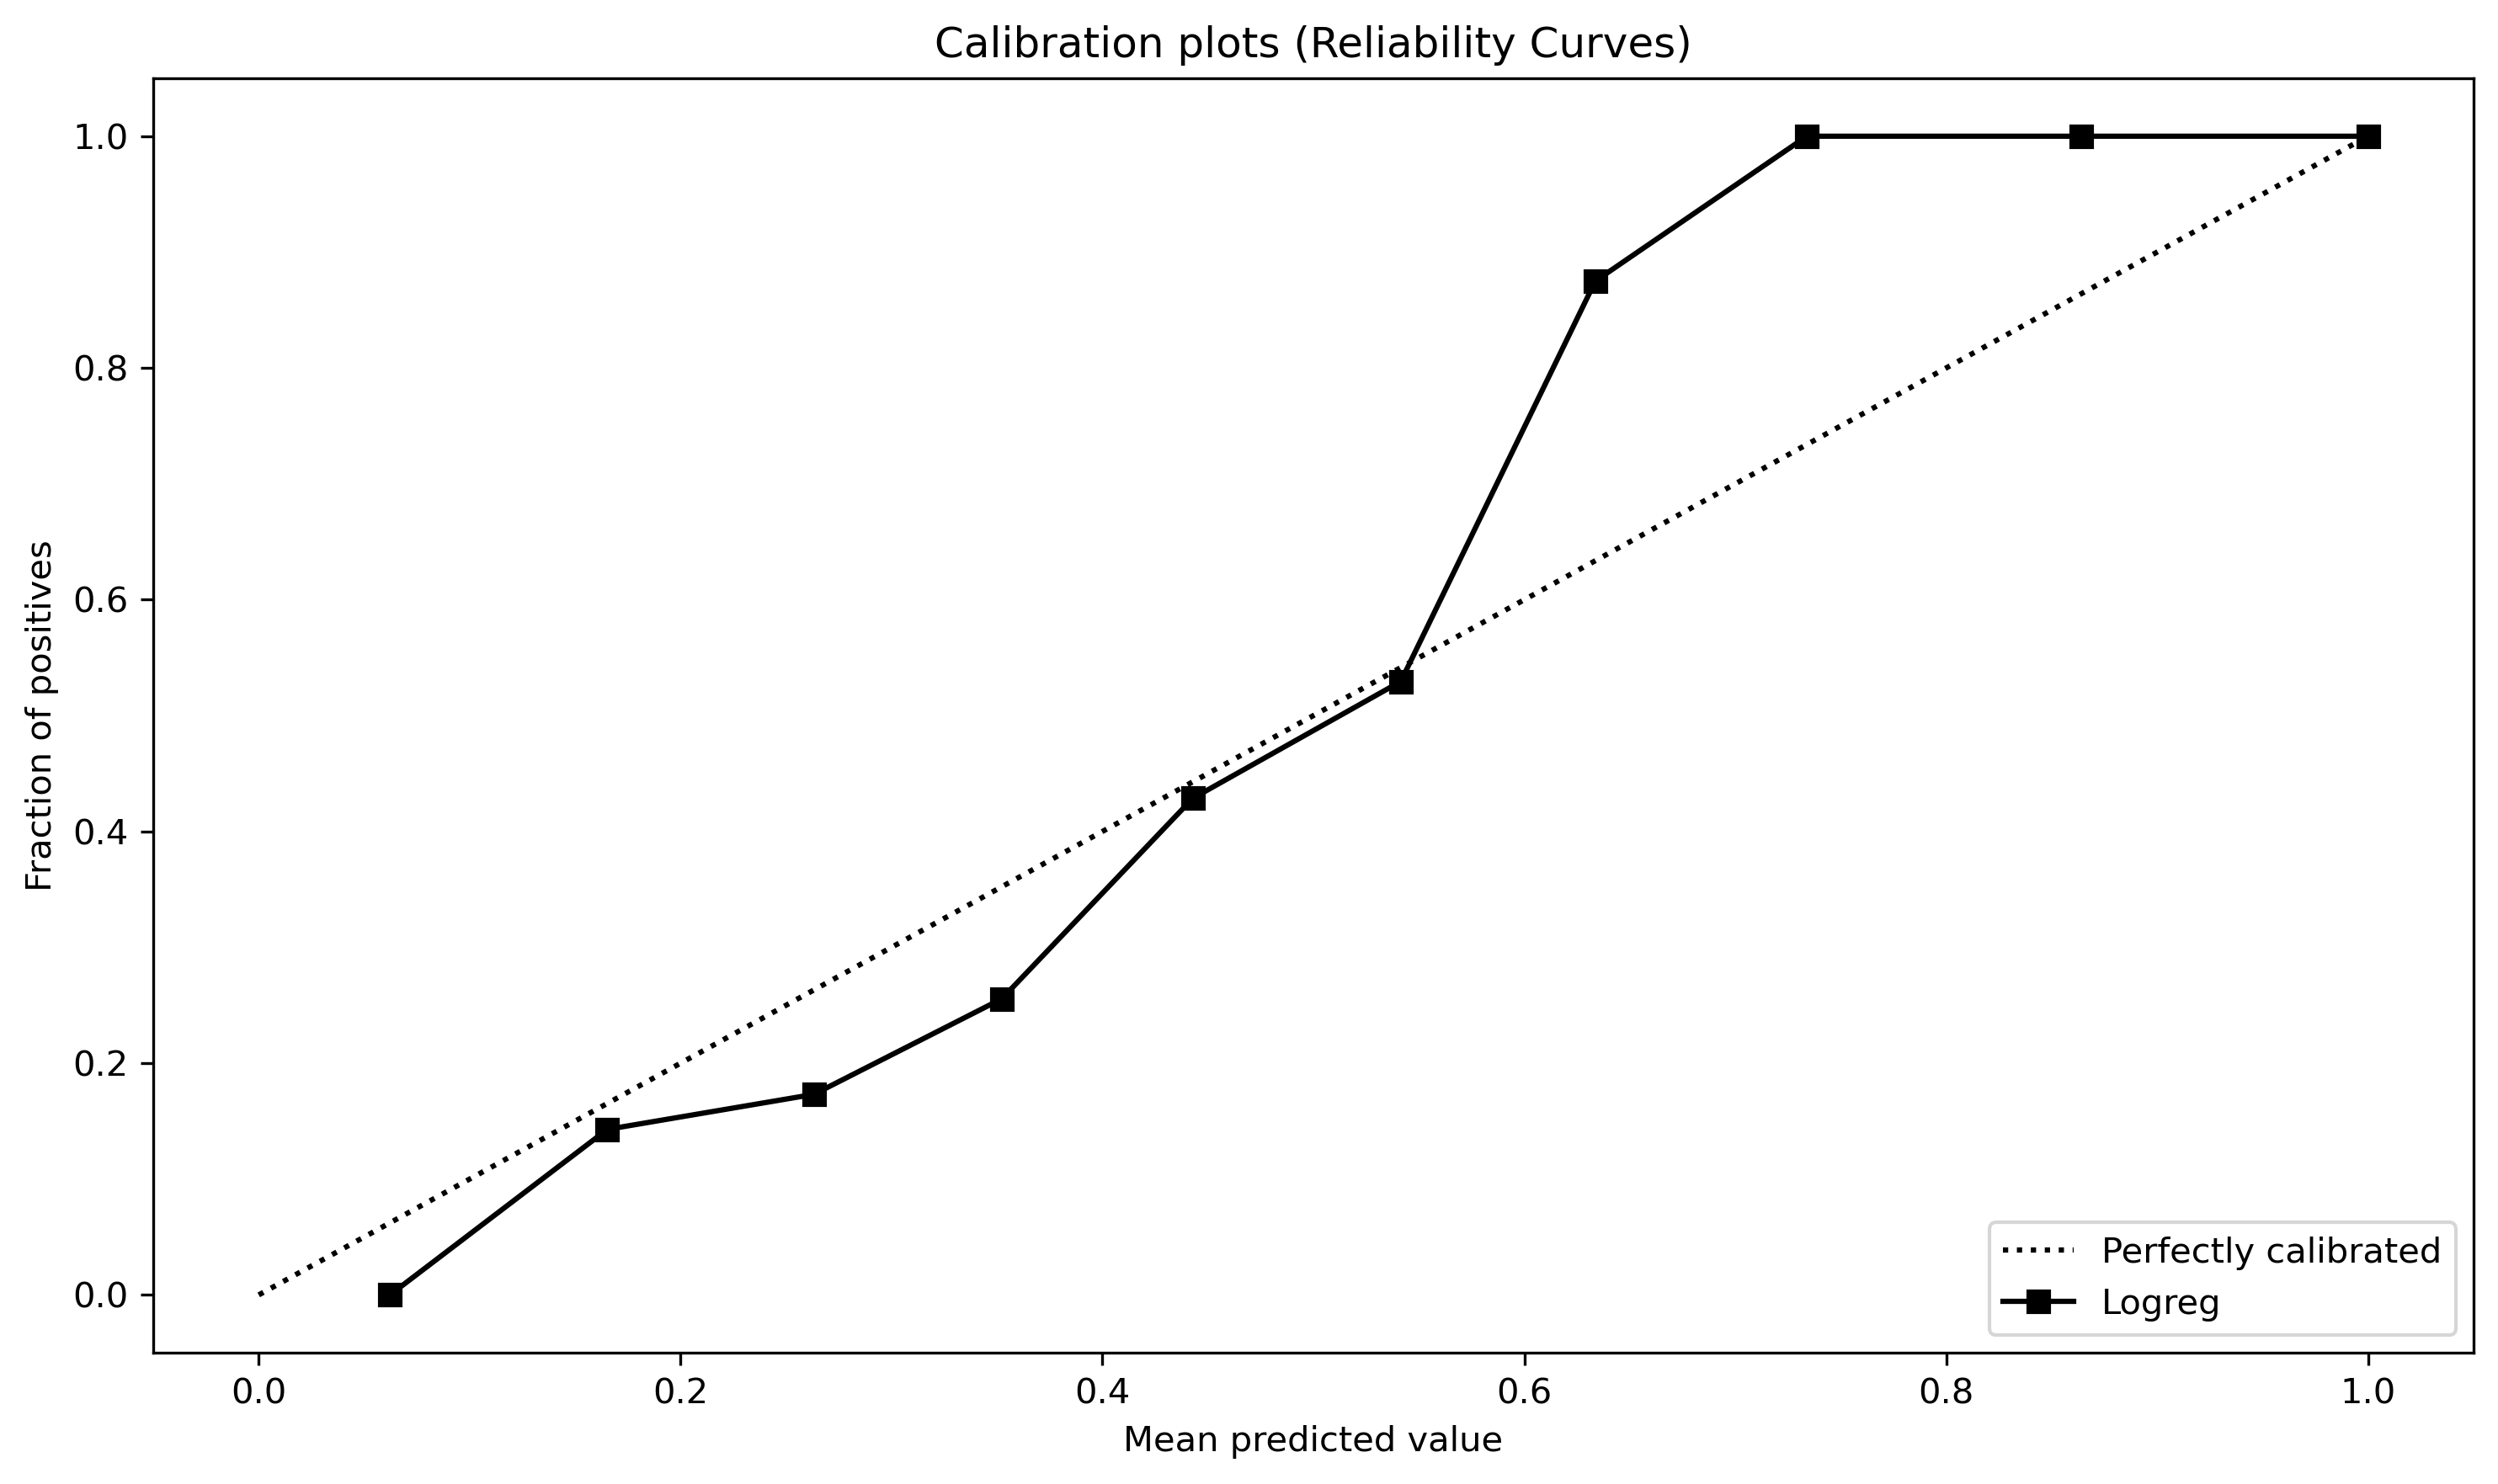 Calibration plots (Reliability Curves)
1.0
0.8
0.6
0.4
0.2
0.0
Fraction of positives
0.0 0.2 0.4 0.6 0.8 1.0
Mean predicted value
Perfectly calibrated
Logreg